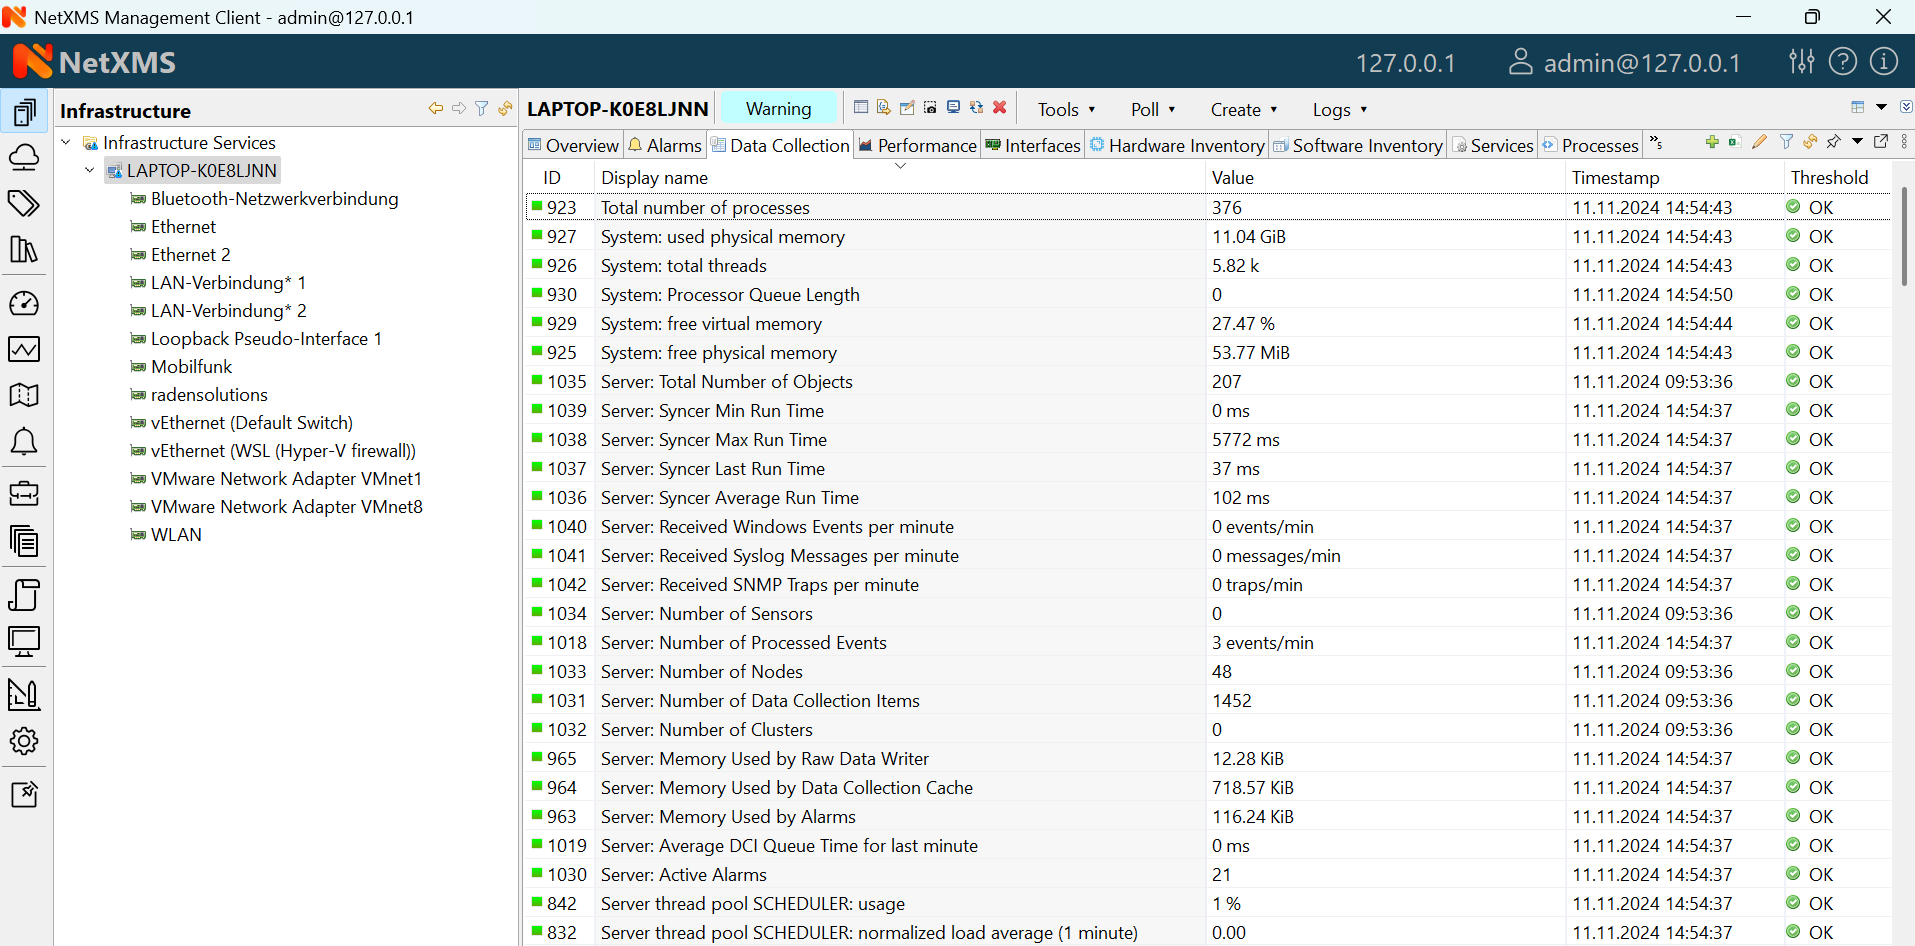 NetXMS Management Client - admin@127.0.0.1
NetXMS
127.0.0.1
admin@127.0.0.1
Infrastructure
Infrastructure Services
LAPTOP-K0E8LJNN
Bluetooth-Netzwerkverbindung
Ethernet
Ethernet 2
LAN-Verbindung* 1
LAN-Verbindung* 2
Loopback Pseudo-Interface 1
Mobilfunk
radensolutions
vEthernet (Default Switch)
vEthernet (WSL (Hyper-V firewall))
VMware Network Adapter VMnet1
VMware Network Adapter VMnet8
WLAN
LAPTOP-K0E8LJNN Warning Tools Poll Create Logs
Overview Alarms Data Collection Performance Interfaces Hardware Inventory Software Inventory Services Processes »5
ID Display name Value Timestamp Threshold
923 Total number of processes 376 11.11.2024 14:54:43 OK
927 System: used physical memory 11.04 GiB 11.11.2024 14:54:43 OK
926 System: total threads 5.82 k 11.11.2024 14:54:43 OK
930 System: Processor Queue Length 0 11.11.2024 14:54:50 OK
929 System: free virtual memory 27.47 % 11.11.2024 14:54:44 OK
925 System: free physical memory 53.77 MiB 11.11.2024 14:54:43 OK
1035 Server: Total Number of Objects 207 11.11.2024 09:53:36 OK
1039 Server: Syncer Min Run Time 0 ms 11.11.2024 14:54:37 OK
1038 Server: Syncer Max Run Time 5772 ms 11.11.2024 14:54:37 OK
1037 Server: Syncer Last Run Time 37 ms 11.11.2024 14:54:37 OK
1036 Server: Syncer Average Run Time 102 ms 11.11.2024 14:54:37 OK
1040 Server: Received Windows Events per minute 0 events/min 11.11.2024 14:54:37 OK
1041 Server: Received Syslog Messages per minute 0 messages/min 11.11.2024 14:54:37 OK
1042 Server: Received SNMP Traps per minute 0 traps/min 11.11.2024 14:54:37 OK
1034 Server: Number of Sensors 0 11.11.2024 09:53:36 OK
1018 Server: Number of Processed Events 3 events/min 11.11.2024 14:54:37 OK
1033 Server: Number of Nodes 48 11.11.2024 09:53:36 OK
1031 Server: Number of Data Collection Items 1452 11.11.2024 09:53:36 OK
1032 Server: Number of Clusters 0 11.11.2024 09:53:36 OK
965 Server: Memory Used by Raw Data Writer 12.28 KiB 11.11.2024 14:54:37 OK
964 Server: Memory Used by Data Collection Cache 718.57 KiB 11.11.2024 14:54:37 OK
963 Server: Memory Used by Alarms 116.24 KiB 11.11.2024 14:54:37 OK
1019 Server: Average DCI Queue Time for last minute 0 ms 11.11.2024 14:54:37 OK
1030 Server: Active Alarms 21 11.11.2024 14:54:37 OK
842 Server thread pool SCHEDULER: usage 1 % 11.11.2024 14:54:37 OK
832 Server thread pool SCHEDULER: normalized load average (1 minute) 0.00 11.11.2024 14:54:37 OK